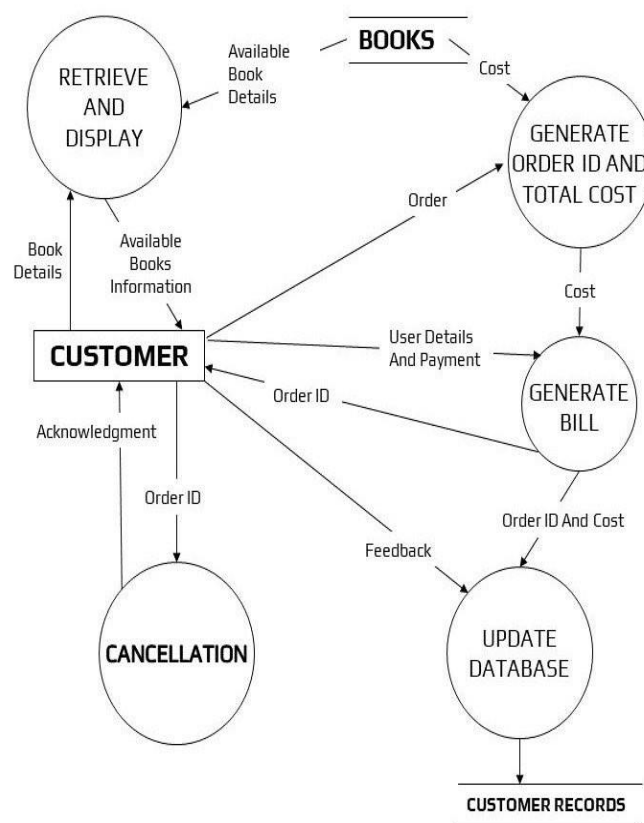 BOOKS
Available
Book
Details
Cost
RETRIEVE
AND
DISPLAY
GENERATE
ORDER ID AND
TOTAL COST
Order
Book
Details
Available
Books
Information
Cost
CUSTOMER
User Details
And Payment
Order ID
GENERATE
BILL
Acknowledgment
Order ID
Order ID And Cost
Feedback
CANCELLATION
UPDATE
DATABASE
CUSTOMER RECORDS